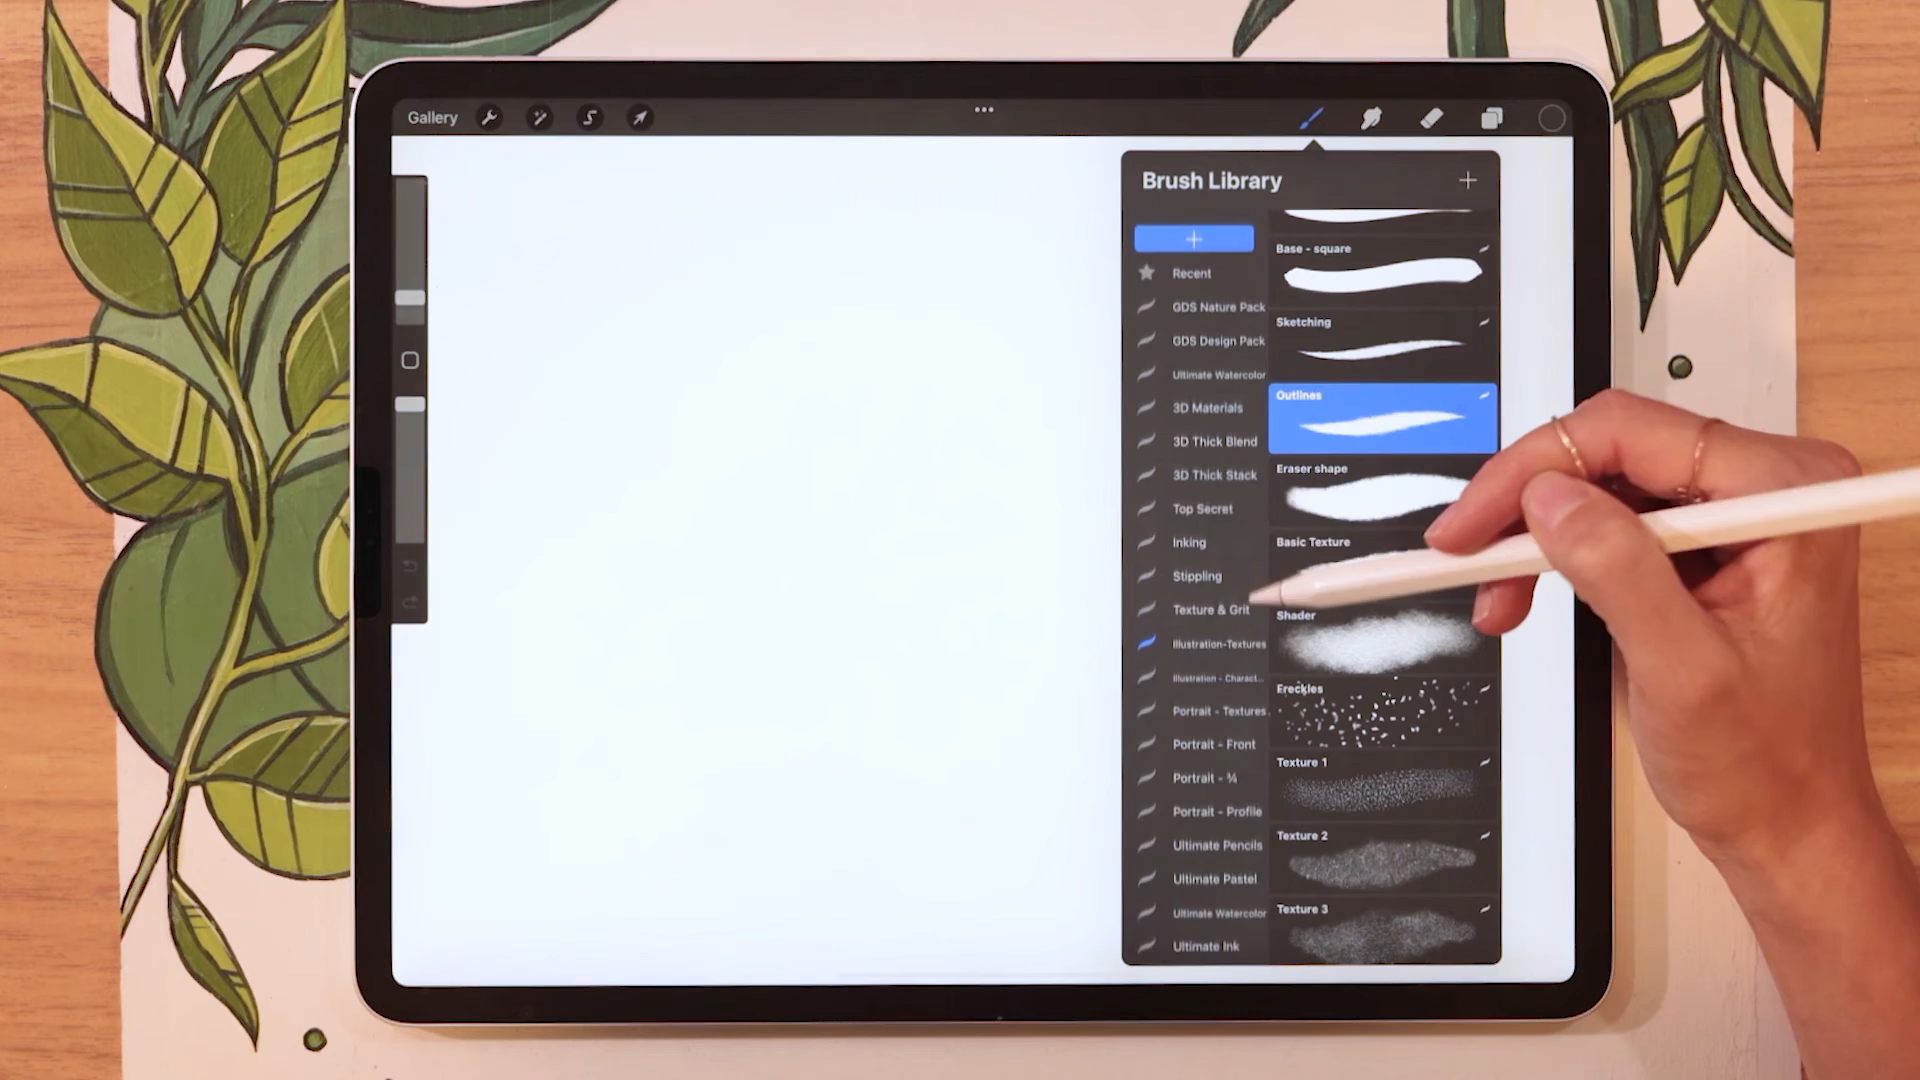 Gallery
Brush Library
Recent
GDS Nature Pack
GDS Design Pack
Ultimate Watercolor
3D Materials
3D Thick Blend
3D Thick Stack
Top Secret
Inking
Stippling
Texture & Grit
Illustration-Textures
Illustration - Charact...
Portrait - Textures
Portrait - Front
Portrait - ¾
Portrait - Profile
Ultimate Pencils
Ultimate Pastel
Ultimate Watercolor
Ultimate Ink
Base - square
Sketching
Outlines
Eraser shape
Basic Texture
Shader
Freckles
Texture 1
Texture 2
Texture 3